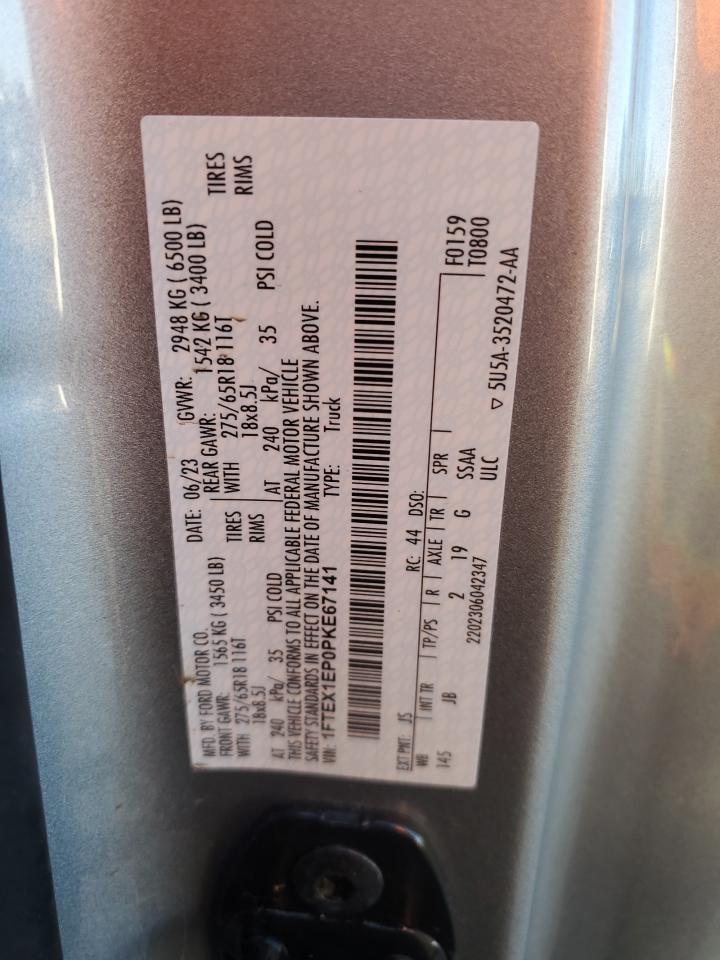 MFD. BY FORD MOTOR CO.
DATE: 06/23
GVWR: 2948 KG ( 6500 LB)
FRONT GAWR: 1565 KG ( 3450 LB)
REAR GAWR: 1542 KG ( 3400 LB)
WITH 275/65R18 116T TIRES
WITH 275/65R18 116T TIRES
18x8.5J RIMS
18x8.5J RIMS
AT 240 kPa/ 35 PSI COLD
AT 240 kPa/ 35 PSI COLD
THIS VEHICLE CONFORMS TO ALL APPLICABLE FEDERAL MOTOR VEHICLE
SAFETY STANDARDS IN EFFECT ON THE DATE OF MANUFACTURE SHOWN ABOVE.
VIN: 1FTEX1EP0PKE67141
TYPE: Truck
EXT PNT: JS RC: 44 DSO: F0159
WB INT TR TP/PS R AXLE TR SPR T0800
145 JB 2 19 G SSAA
2202306042347 ULC
▽ 5U5A-3520472-AA